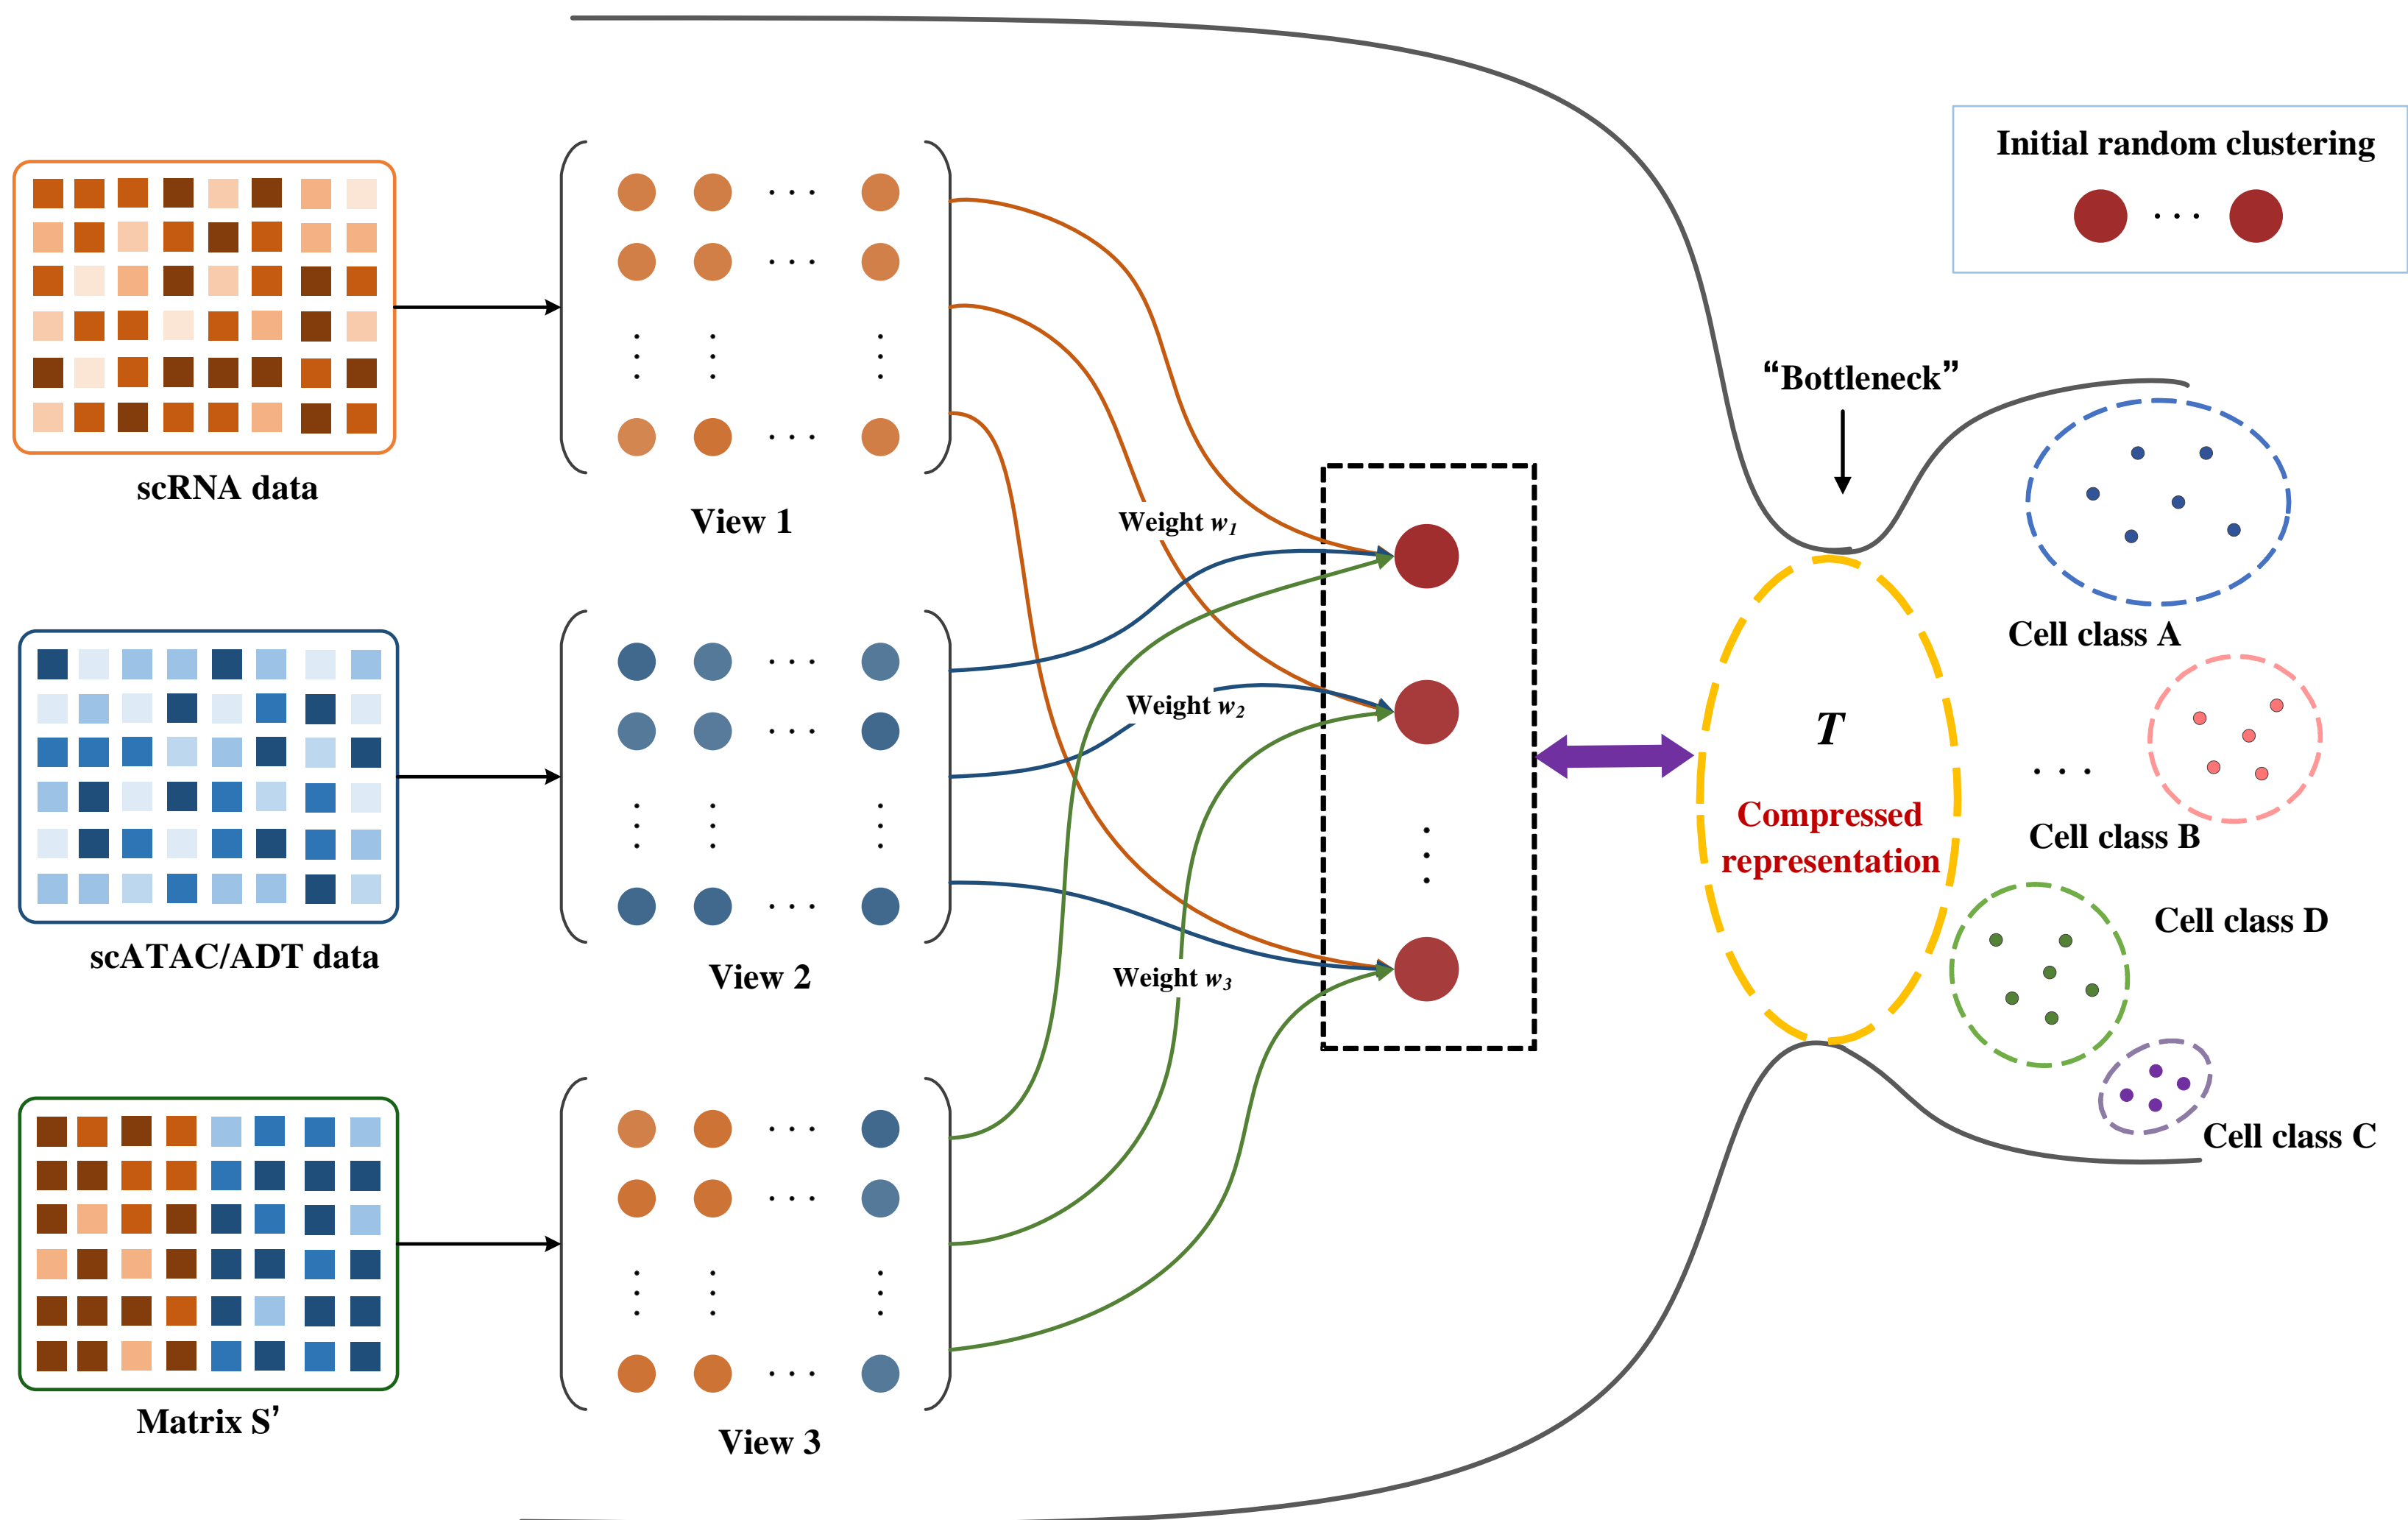 Initial random clustering
“Bottleneck”
scRNA data
View 1
Weight w1
Cell class A
Weight w2
T
Compressed
representation
Cell class B
Cell class D
scATAC/ADT data
View 2
Weight w3
Cell class C
Matrix S’
View 3